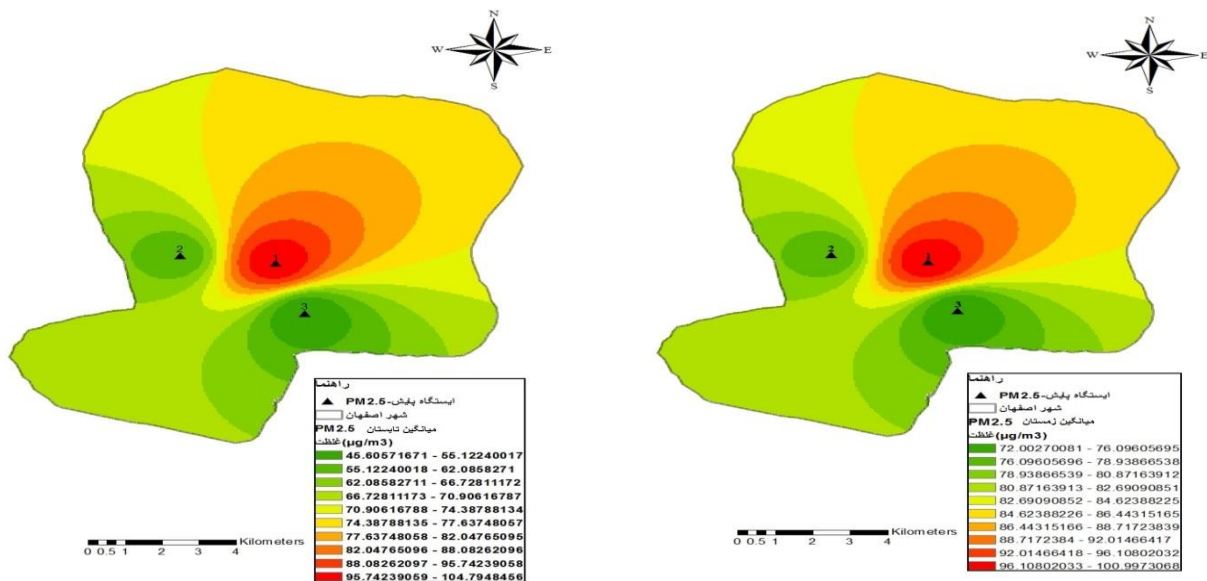 N
W E
S
2
1
3
راهنما
ایستگاه پایش-PM2.5
شهر اصفهان
میانگین تابستان PM2.5
غلظت(µg/m3)
45.60571671 - 55.12240017
55.12240018 - 62.0858271
62.08582711 - 66.72811172
66.72811173 - 70.90616787
70.90616788 - 74.38788134
74.38788135 - 77.63748057
77.63748058 - 82.04765095
82.04765096 - 88.08262096
88.08262097 - 95.74239058
95.74239059 - 104.7948456
Kilometers
0 0.5 1 2 3 4
N
W E
S
2
1
3
راهنما
ایستگاه پایش-PM2.5
شهر اصفهان
میانگین زمستان PM2.5
غلظت(µg/m3)
72.00270081 - 76.09605695
76.09605696 - 78.93866538
78.93866539 - 80.87163912
80.87163913 - 82.69090851
82.69090852 - 84.62388225
84.62388226 - 86.44315165
86.44315166 - 88.71723839
88.7172384 - 92.01466417
92.01466418 - 96.10802032
96.10802033 - 100.9973068
Kilometers
0 0.5 1 2 3 4